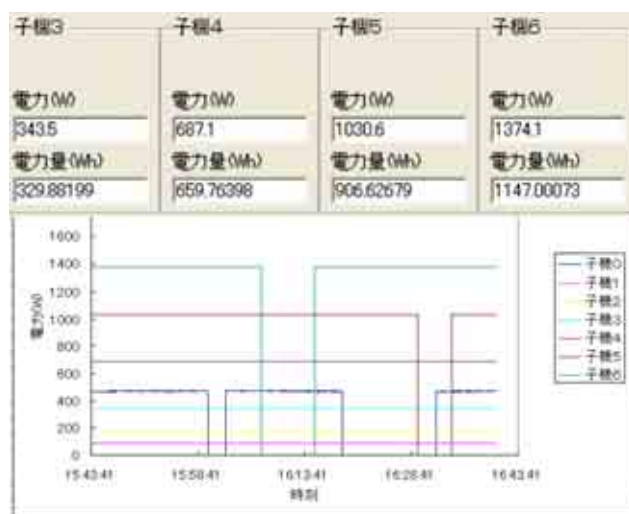 子機3 子機4 子機5 子機6
電力(W) 電力(W) 電力(W) 電力(W)
343.5 687.1 1030.6 1374.1
電力量(Wh) 電力量(Wh) 電力量(Wh) 電力量(Wh)
329.88199 659.76398 906.62679 1147.00073
1600
1400
1200
1000
800
600
400
200
0
電力(W)
15:43:41 15:58:41 16:13:41 16:28:41 16:43:41
時刻
子機0
子機1
子機2
子機3
子機4
子機5
子機6